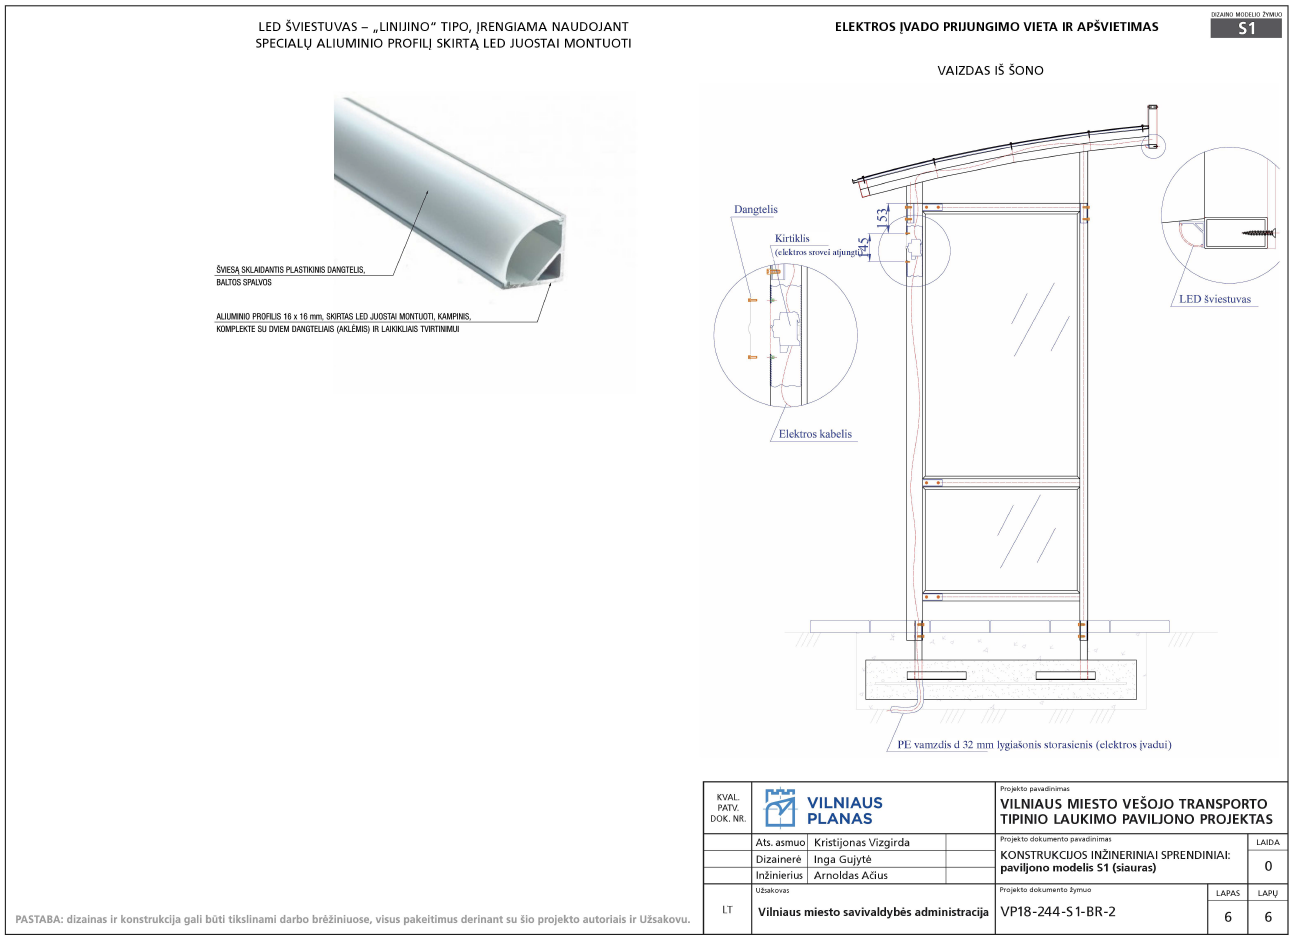 LED ŠVIESTUVAS – „LINIJINO“ TIPO, ĮRENGIAMA NAUDOJANT
SPECIALŲ ALIUMINIO PROFILĮ SKIRTĄ LED JUOSTAI MONTUOTI
ELEKTROS ĮVADO PRIJUNGIMO VIETA IR APŠVIETIMAS
DIZAINO MODELIO ŽYMUO
S1
VAIZDAS IŠ ŠONO
Dangtelis
Kirtiklis
(elektros srovei atjungti)
153
145
LED šviestuvas
Elektros kabelis
ŠVIESĄ SKLAIDANTIS PLASTIKINIS DANGTELIS,
BALTOS SPALVOS
ALIUMINIO PROFILIS 16 x 16 mm, SKIRTAS LED JUOSTAI MONTUOTI, KAMPINIS,
KOMPLEKTE SU DVIEM DANGTELIAIS (AKLĖMIS) IR LAIKIKLIAIS TVIRTINIMUI
PE vamzdis d 32 mm lygiašonis storasienis (elektros įvadui)
KVAL.
PATV.
DOK. NR.
VILNIAUS
PLANAS
Projekto pavadinimas
VILNIAUS MIESTO VEŠOJO TRANSPORTO
TIPINIO LAUKIMO PAVILJONO PROJEKTAS
Ats. asmuo Kristijonas Vizgirda
Dizainerė Inga Gujytė
Inžinierius Arnoldas Ačius
Projekto dokumento pavadinimas
KONSTRUKCIJOS INŽINERINIAI SPRENDINIAI:
paviljono modelis S1 (siauras)
LAIDA
0
LT
Užsakovas
Vilniaus miesto savivaldybės administracija
Projekto dokumento žymuo
VP18-244-S1-BR-2
LAPAS
6
LAPŲ
6
PASTABA: dizainas ir konstrukcija gali būti tikslinami darbo brėžiniuose, visus pakeitimus derinant su šio projekto autoriais ir Užsakovu.